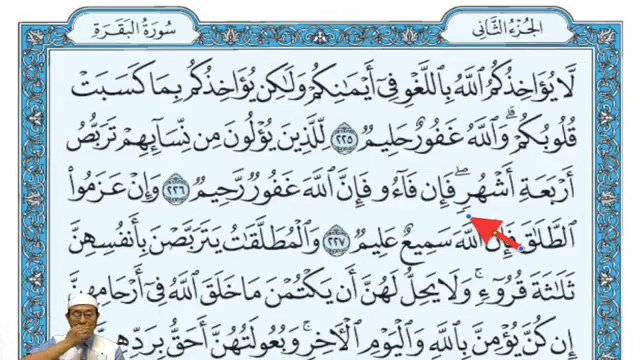 الجُزْءُ الثَّانِي
سُورَةُ البَقَرَةِ
لَّا يُؤَاخِذُكُمُ ٱللَّهُ بِٱللَّغْوِ فِىٓ أَيْمَٰنِكُمْ وَلَٰكِن يُؤَاخِذُكُم بِمَا كَسَبَتْ
قُلُوبُكُمْ ۗ وَٱللَّهُ غَفُورٌ حَلِيمٌ ٢٢٥ لِّلَّذِينَ يُؤْلُونَ مِن نِّسَآئِهِمْ تَرَبُّصُ
أَرْبَعَةِ أَشْهُرٍ ۖ فَإِن فَآءُو فَإِنَّ ٱللَّهَ غَفُورٌ رَّحِيمٌ ٢٢٦ وَإِنْ عَزَمُوا۟
ٱلطَّلَٰقَ فَإِنَّ ٱللَّهَ سَمِيعٌ عَلِيمٌ ٢٢٧ وَٱلْمُطَلَّقَٰتُ يَتَرَبَّصْنَ بِأَنفُسِهِنَّ
ثَلَٰثَةَ قُرُوٓءٍ ۚ وَلَا يَحِلُّ لَهُنَّ أَن يَكْتُمْنَ مَا خَلَقَ ٱللَّهُ فِىٓ أَرْحَامِهِنَّ
إِن كُنَّ يُؤْمِنَّ بِٱللَّهِ وَٱلْيَوْمِ ٱلْـَٔاخِرِ ۚ وَبُعُولَتُهُنَّ أَحَقُّ بِرَدِّهِنَّ